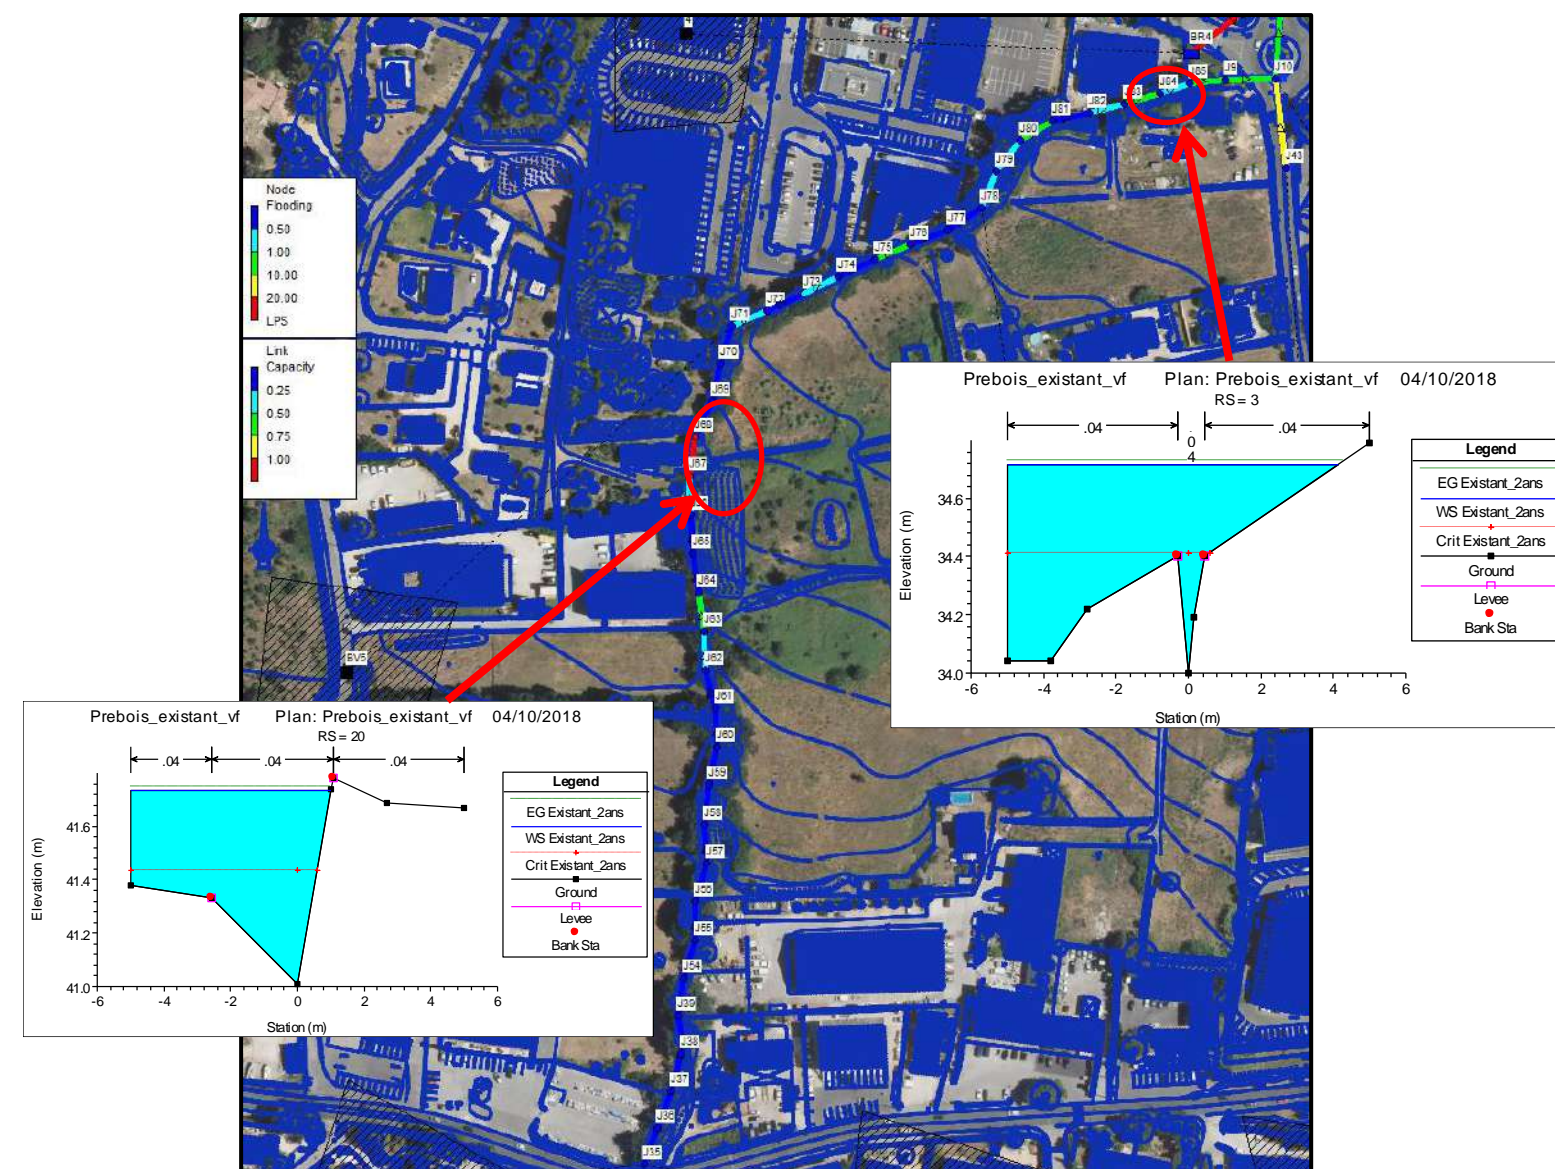 4
BR4
J10
J9
J85
J84
J83
J82
J81
J80
J43
J79
J78
J77
J76
J75
J74
J73
J72
J71
J70
J69
J68
J67
J65
J64
J63
J62
J61
J60
J59
J58
J57
J56
J55
J54
J39
J38
J37
J36
J35
BV5
Node
Flooding
0.50
1.00
10.00
20.00
LPS
Link
Capacity
0.25
0.50
0.75
1.00
Prebois_existant_vf Plan: Prebois_existant_vf 04/10/2018
RS = 3
.04 .04 .04
34.6
34.4
34.2
34.0
Elevation (m)
-6 -4 -2 0 2 4 6
Station (m)
Legend
EG Existant_2ans
WS Existant_2ans
Crit Existant_2ans
Ground
Levee
Bank Sta
Prebois_existant_vf Plan: Prebois_existant_vf 04/10/2018
RS = 20
.04 .04 .04
41.6
41.4
41.2
41.0
Elevation (m)
-6 -4 -2 0 2 4 6
Station (m)
Legend
EG Existant_2ans
WS Existant_2ans
Crit Existant_2ans
Ground
Levee
Bank Sta